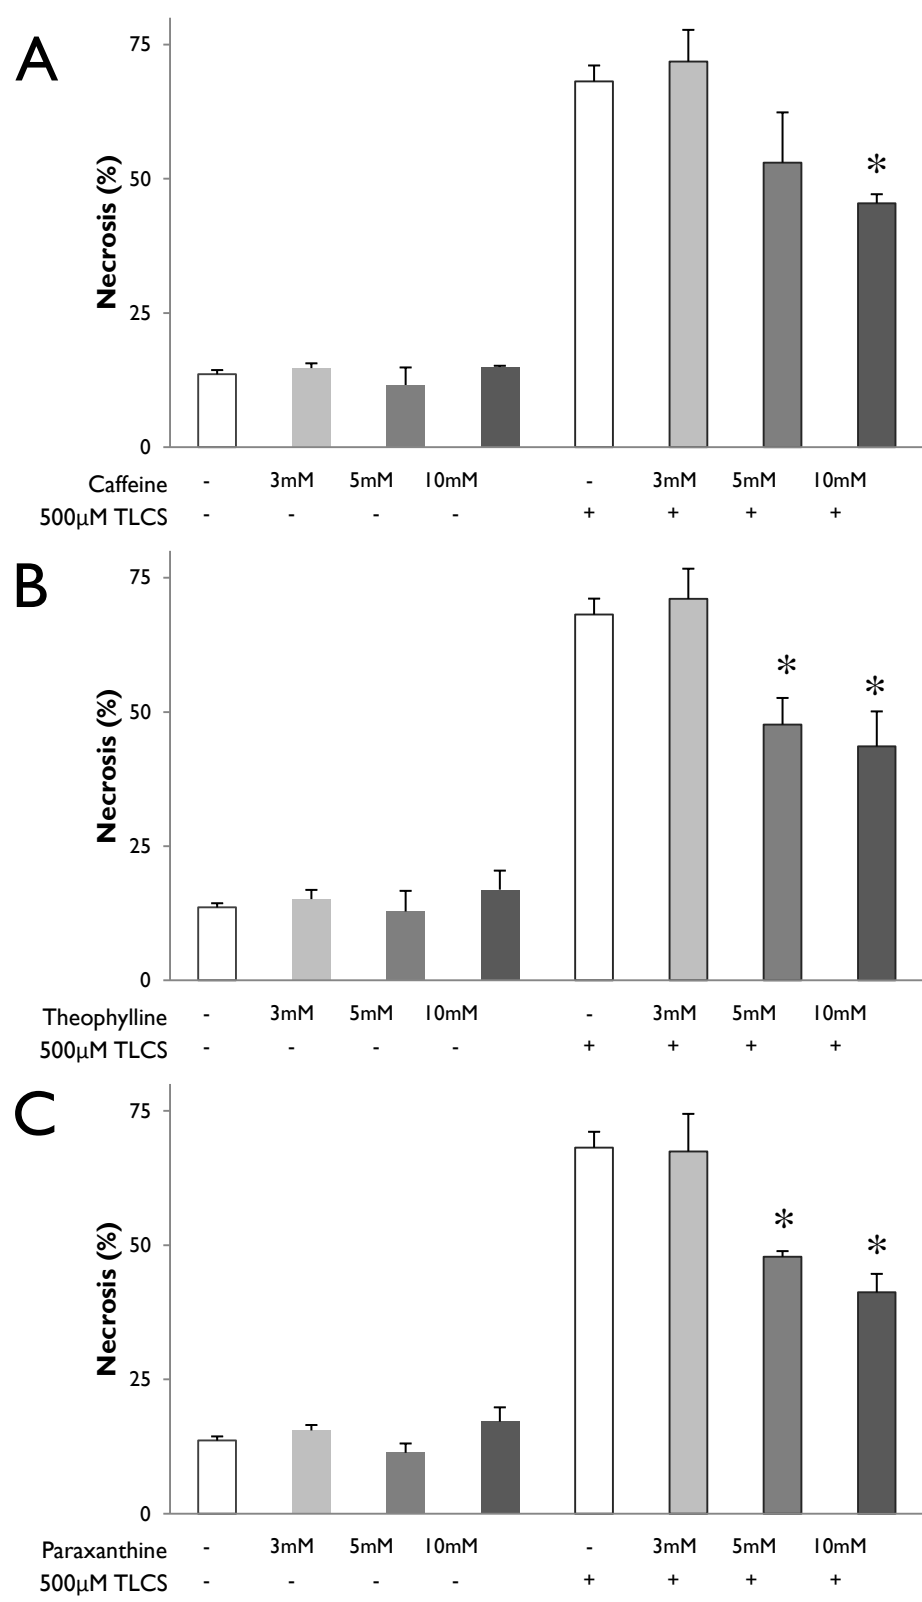 A
75
50
25
0
Necrosis (%)
*
Caffeine - 3mM 5mM 10mM - 3mM 5mM 10mM
500µM TLCS - - - - + + + +
B
75
50
25
0
Necrosis (%)
* *
Theophylline - 3mM 5mM 10mM - 3mM 5mM 10mM
500µM TLCS - - - - + + + +
C
75
50
25
0
Necrosis (%)
* *
Paraxanthine - 3mM 5mM 10mM - 3mM 5mM 10mM
500µM TLCS - - - - + + + +